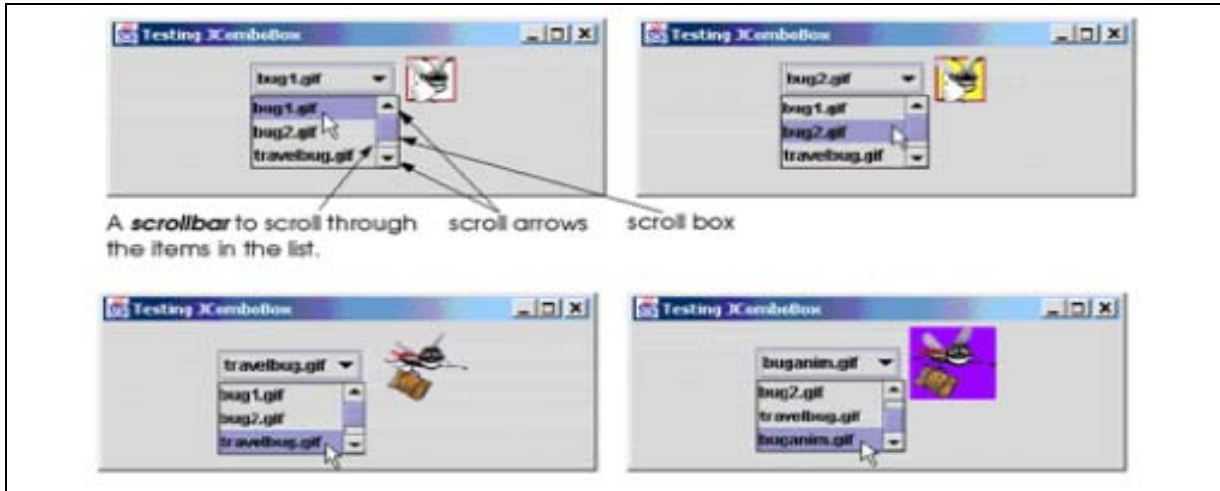 Testing JComboBox
bug1.gif
bug1.gif
bug2.gif
travelbug.gif
Testing JComboBox
bug2.gif
bug1.gif
bug2.gif
travelbug.gif
A scrollbar to scroll through
the items in the list.
scroll arrows
scroll box
Testing JComboBox
travelbug.gif
bug1.gif
bug2.gif
travelbug.gif
Testing JComboBox
buganim.gif
bug2.gif
travelbug.gif
buganim.gif